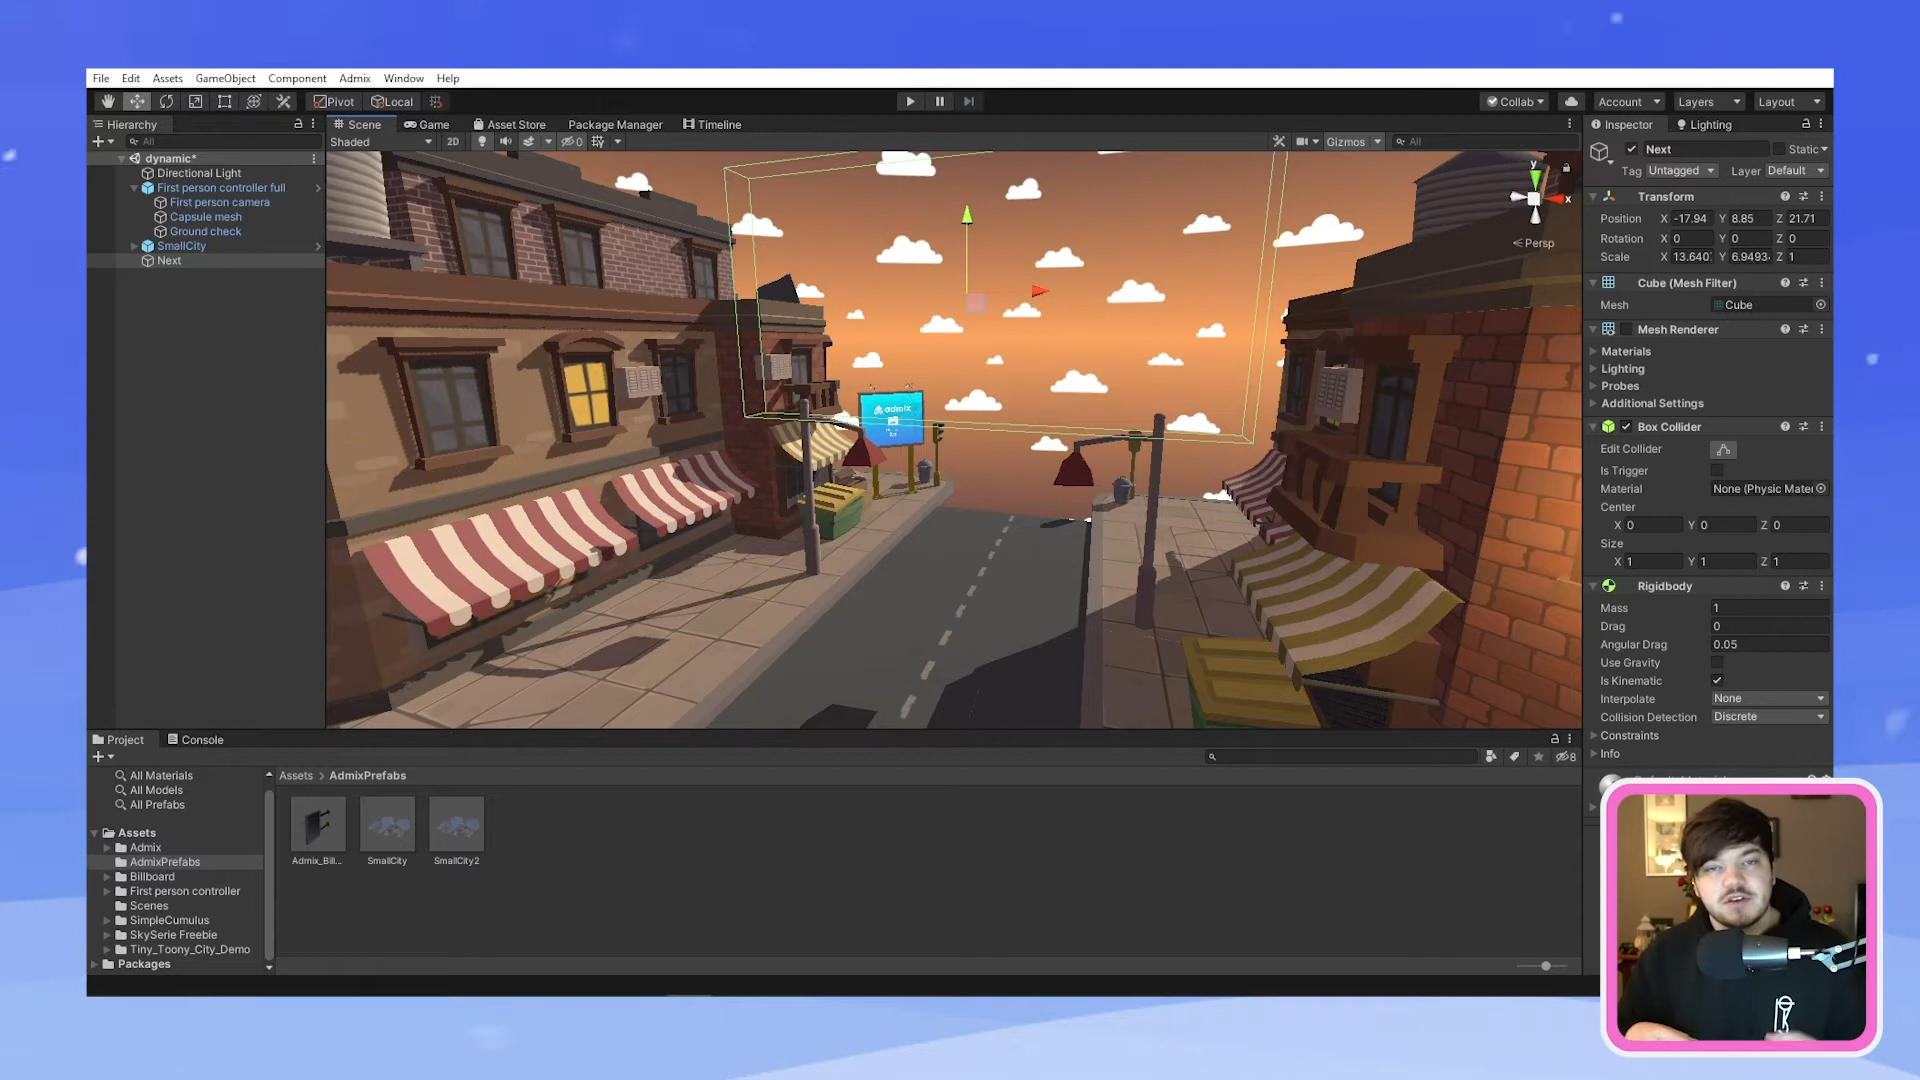 File Edit Assets GameObject Component Admix Window Help
Pivot Local Collab Account Layers Layout
Hierarchy
All
dynamic*
Directional Light
First person controller full
First person camera
Capsule mesh
Ground check
SmallCity
Next
Scene Game Asset Store Package Manager Timeline
Shaded 2D 0 Gizmos All
y
x
Persp
admix
Inspector Lighting
Next Static
Tag Untagged Layer Default
Transform
Position X -17.94 Y 8.85 Z 21.71
Rotation X 0 Y 0 Z 0
Scale X 13.640 Y 6.9493 Z 1
Cube (Mesh Filter)
Mesh Cube
Mesh Renderer
Materials
Lighting
Probes
Additional Settings
Box Collider
Edit Collider
Is Trigger
Material None (Physic Mater
Center
X 0 Y 0 Z 0
Size
X 1 Y 1 Z 1
Rigidbody
Mass 1
Drag 0
Angular Drag 0.05
Use Gravity
Is Kinematic
Interpolate None
Collision Detection Discrete
Constraints
Info
Project Console
8
All Materials
All Models
All Prefabs
Assets
Admix
AdmixPrefabs
Billboard
First person controller
Scenes
SimpleCumulus
SkySerie Freebie
Tiny_Toony_City_Demo
Packages
Assets > AdmixPrefabs
Admix_Bill... SmallCity SmallCity2